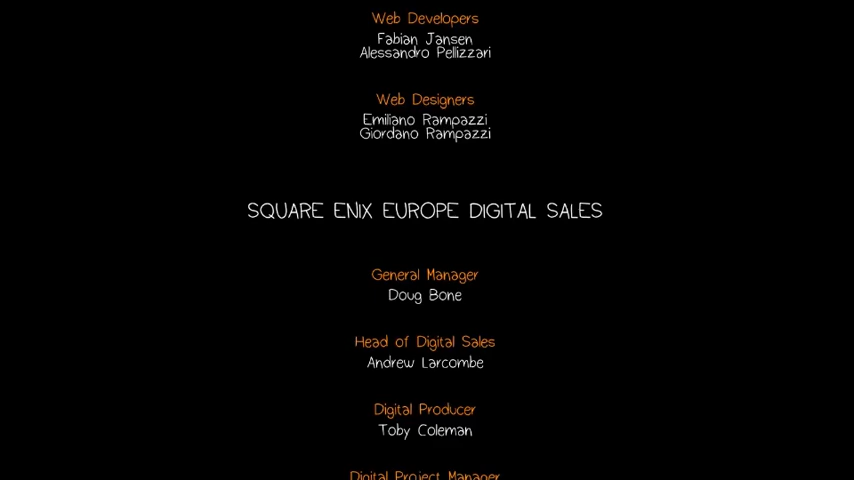 Web Developers
Fabian Jansen
Alessandro Pellizzari
Web Designers
Emiliano Rampazzi
Giordano Rampazzi
SQUARE ENIX EUROPE DIGITAL SALES
General Manager
Doug Bone
Head of Digital Sales
Andrew Larcombe
Digital Producer
Toby Coleman
Digital Project Manager